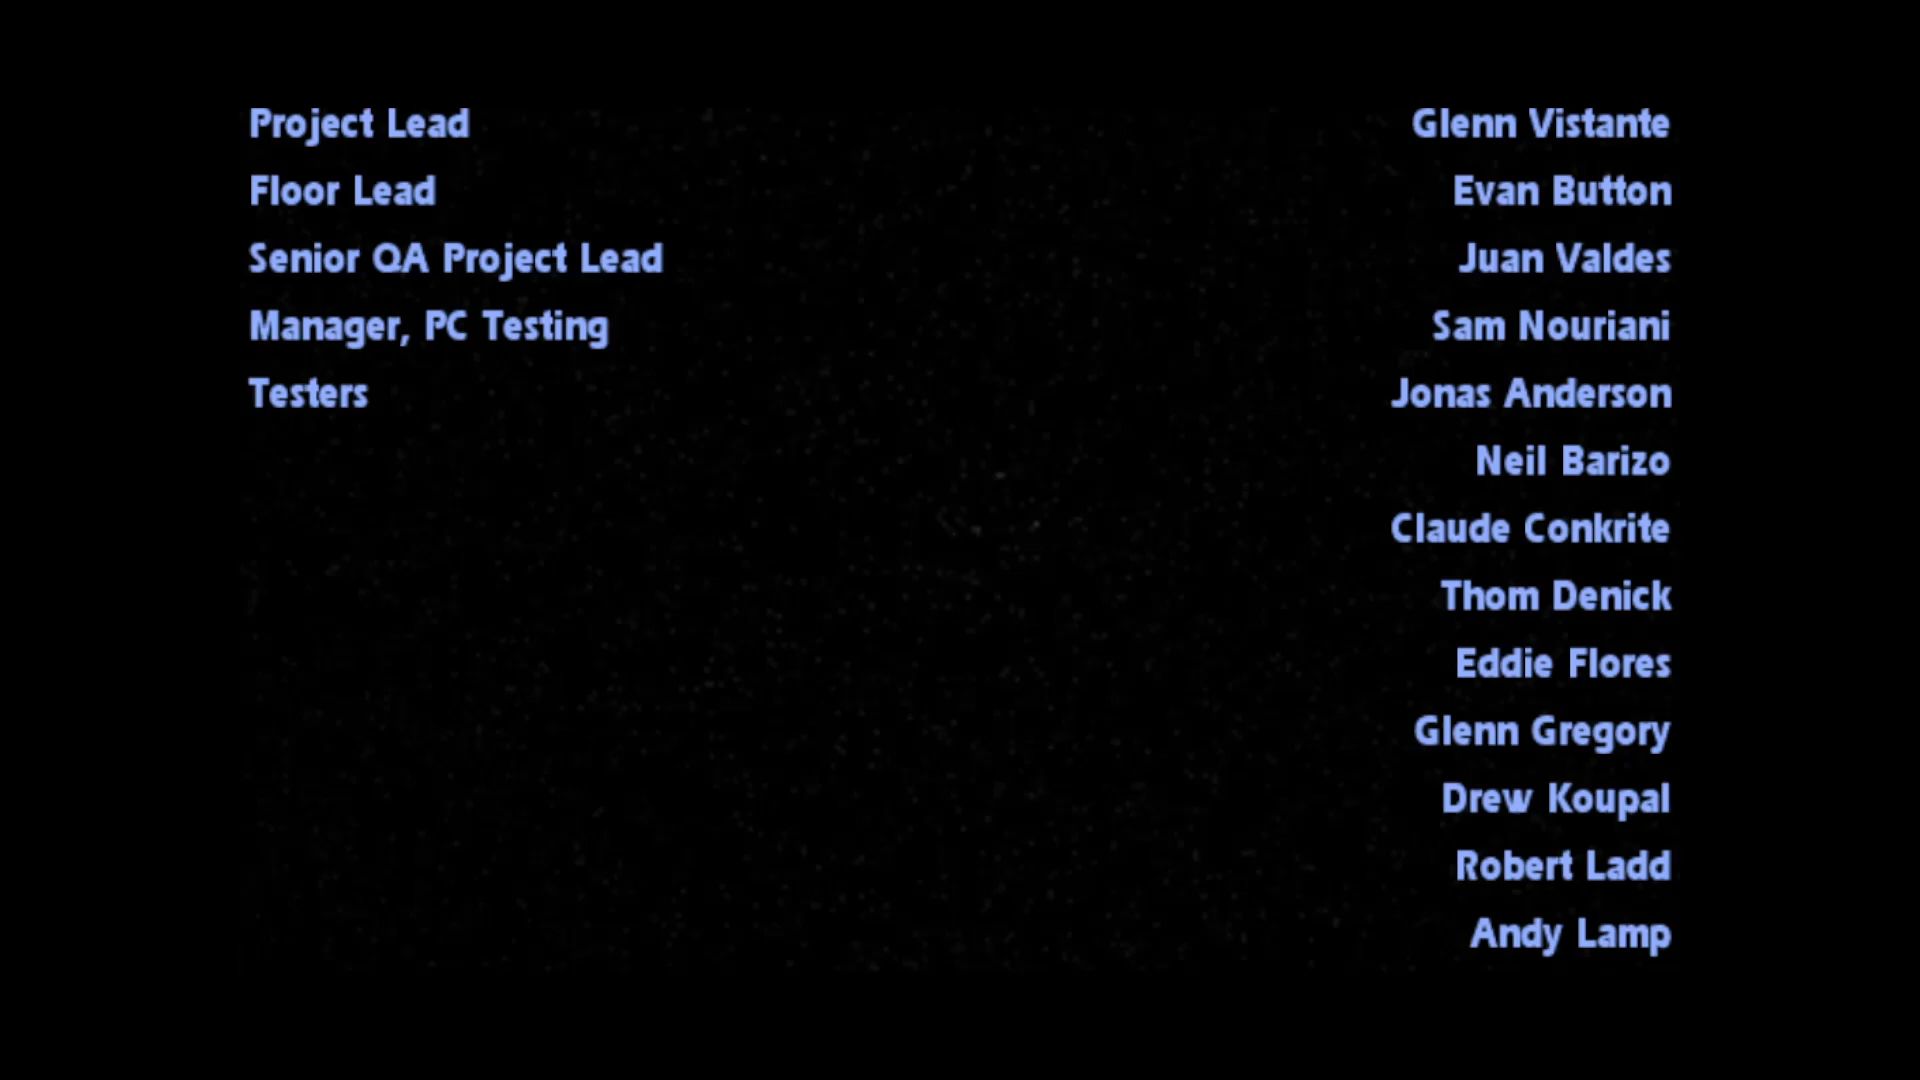 Project Lead Glenn Vistante
Floor Lead Evan Button
Senior QA Project Lead Juan Valdes
Manager, PC Testing Sam Nouriani
Testers Jonas Anderson
Neil Barizo
Claude Conkrite
Thom Denick
Eddie Flores
Glenn Gregory
Drew Koupal
Robert Ladd
Andy Lamp